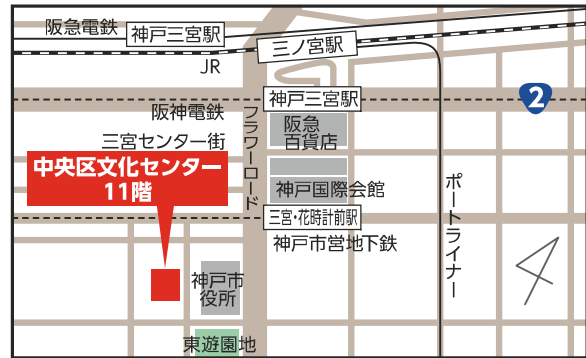 阪急電鉄
神戸三宮駅
三ノ宮駅
JR
神戸三宮駅
2
阪神電鉄
フラワーロード
阪急
百貨店
三宮センター街
中央区文化センター
11階
神戸国際会館
ポートライナー
三宮・花時計前駅
神戸市営地下鉄
神戸市
役所
東遊園地